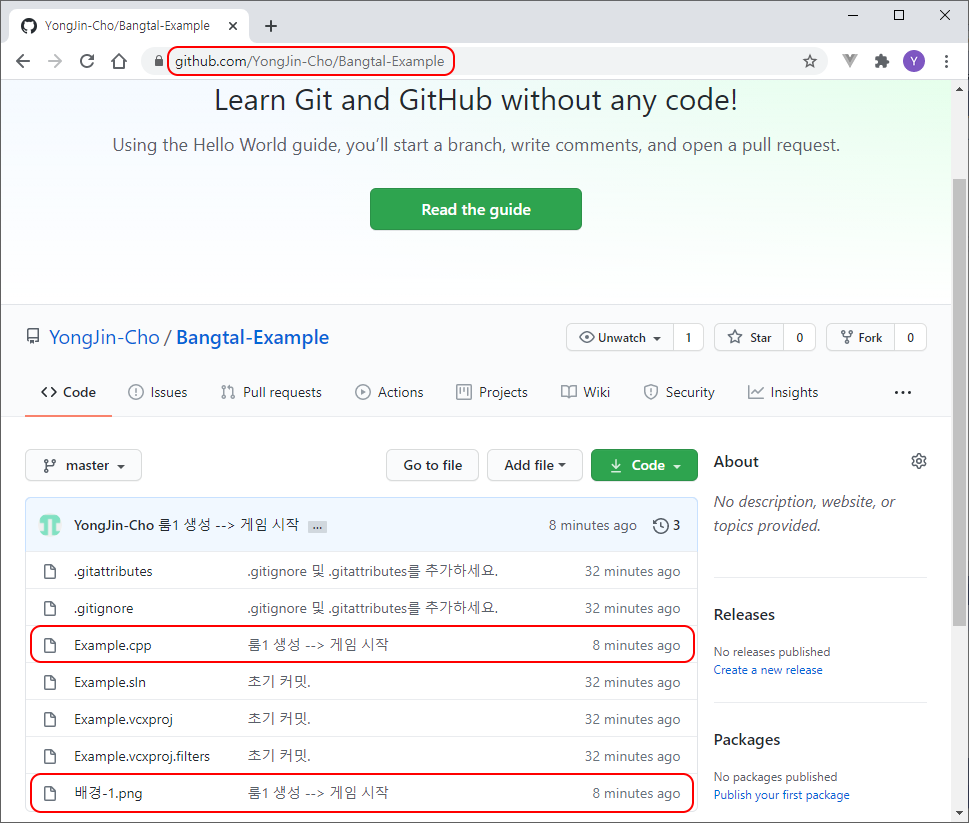 YongJin-Cho/Bangtal-Example
github.com/YongJin-Cho/Bangtal-Example
Y
Learn Git and GitHub without any code!
Using the Hello World guide, you’ll start a branch, write comments, and open a pull request.
Read the guide
YongJin-Cho / Bangtal-Example
Unwatch 1
Star 0
Fork 0
Code Issues Pull requests Actions Projects Wiki Security Insights ...
master Go to file Add file Code
YongJin-Cho 룸1 생성 --> 게임 시작 ... 8 minutes ago 3
.gitattributes .gitignore 및 .gitattributes를 추가하세요. 32 minutes ago
.gitignore .gitignore 및 .gitattributes를 추가하세요. 32 minutes ago
Example.cpp 룸1 생성 --> 게임 시작 8 minutes ago
Example.sln 초기 커밋. 32 minutes ago
Example.vcxproj 초기 커밋. 32 minutes ago
Example.vcxproj.filters 초기 커밋. 32 minutes ago
배경-1.png 룸1 생성 --> 게임 시작 8 minutes ago
About
No description, website, or
topics provided.
Releases
No releases published
Create a new release
Packages
No packages published
Publish your first package